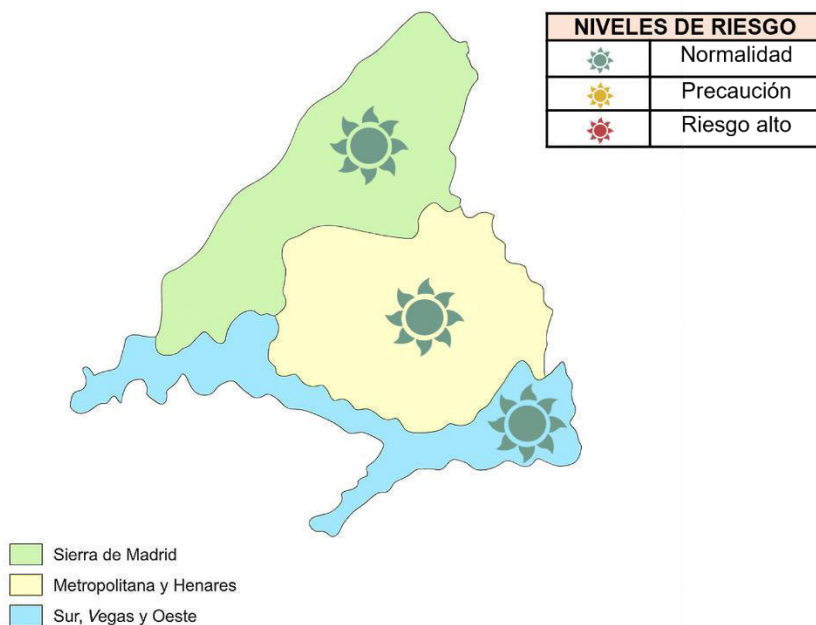 NIVELES DE RIESGO
Normalidad
Precaución
Riesgo alto
Sierra de Madrid
Metropolitana y Henares
Sur, Vegas y Oeste